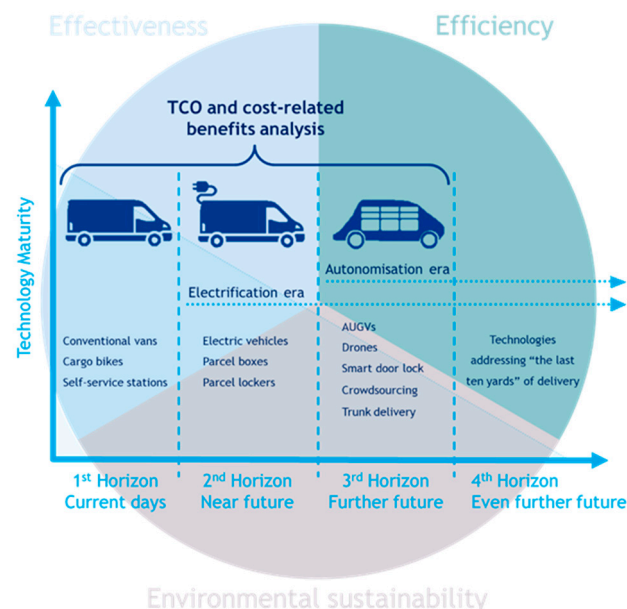 Effectiveness
Efficiency
TCO and cost-related
benefits analysis
Technology Maturity
Autonomisation era
Electrification era
Conventional vans
Cargo bikes
Self-service stations
Electric vehicles
Parcel boxes
Parcel lockers
AUGVs
Drones
Smart door lock
Crowdsourcing
Trunk delivery
Technologies
addressing “the last
ten yards” of delivery
1st Horizon
Current days
2nd Horizon
Near future
3rd Horizon
Further future
4th Horizon
Even further future
Environmental sustainability